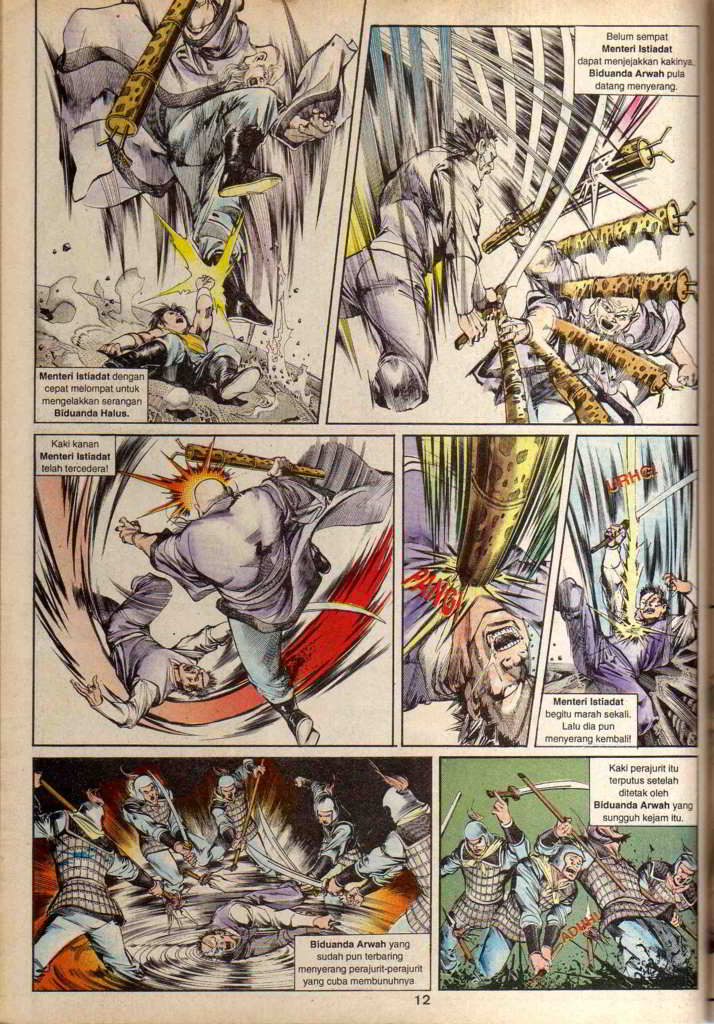 Menteri Istiadat dengan
cepat melompat untuk
mengelakkan serangan
Biduanda Halus.
Belum sempat
Menteri Istiadat
dapat menjejakkan kakinya,
Biduanda Arwah pula
datang menyerang.
Kaki kanan
Menteri Istiadat
telah tercedera!
PANG!
URHG!
Menteri Istiadat
begitu marah sekali.
Lalu dia pun
menyerang kembali!
Biduanda Arwah yang
sudah pun terbaring
menyerang perajurit-perajurit
yang cuba membunuhnya.
Kaki perajurit itu
terputus setelah
ditetak oleh
Biduanda Arwah yang
sungguh kejam itu.
ADUH!
12